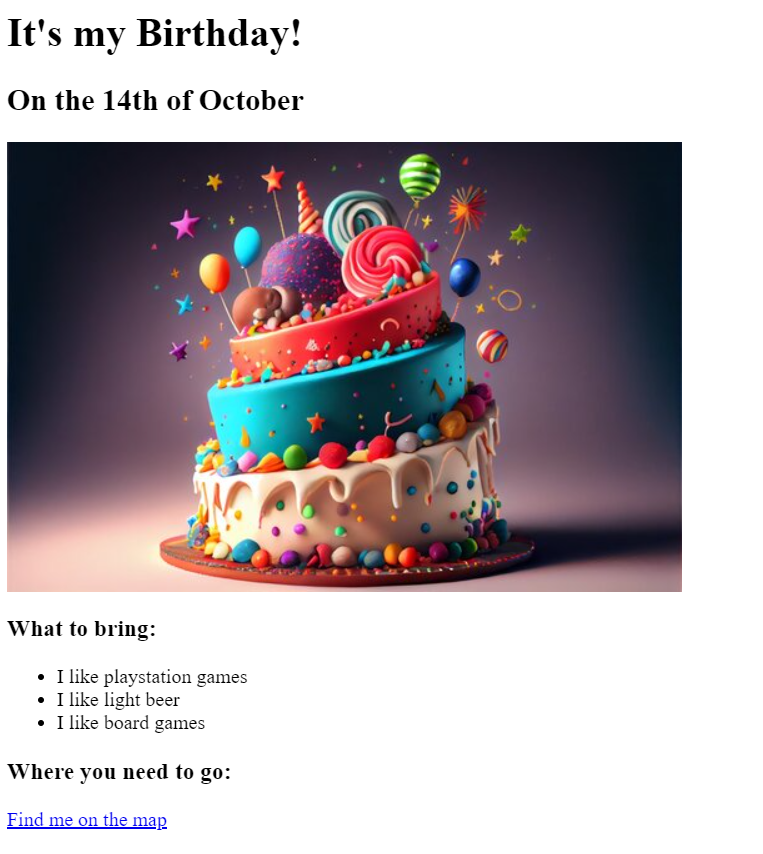 It's my Birthday!
On the 14th of October
What to bring:
I like playstation games
I like light beer
I like board games
Where you need to go:
Find me on the map